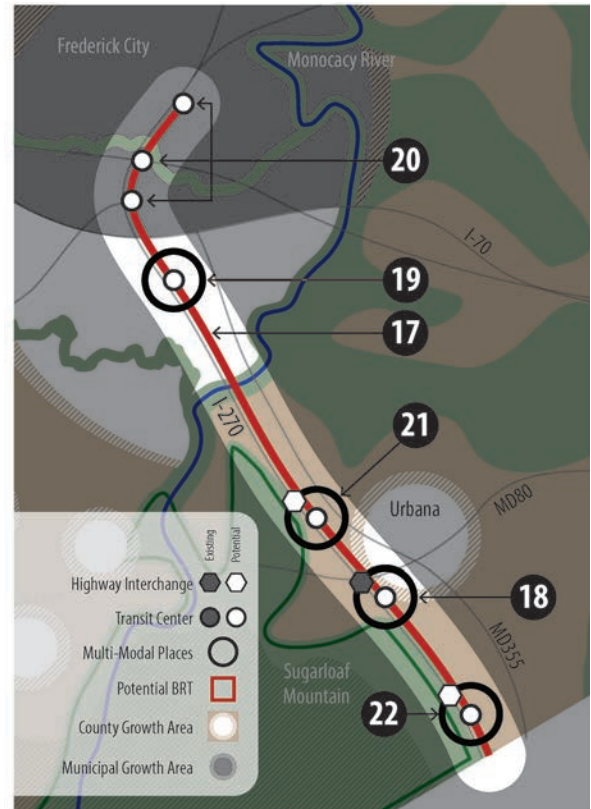 Frederick City
Monocacy River
20
I-70
19
17
I-270
21
Urbana
MD80
18
MD355
Sugarloaf
Mountain
22
Existing
Potential
Highway Interchange
Transit Center
Multi-Modal Places
Potential BRT
County Growth Area
Municipal Growth Area